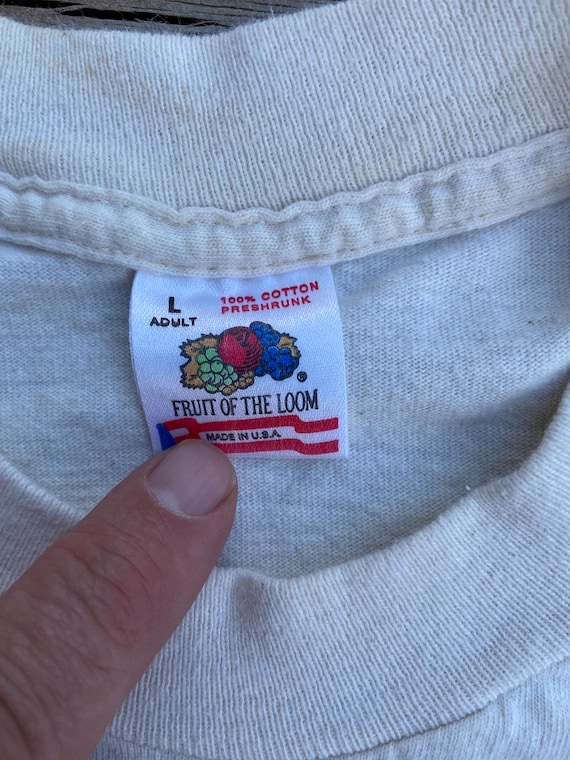 L
ADULT
100% COTTON
PRESHRUNK
®
FRUIT OF THE LOOM
MADE IN U.S.A.